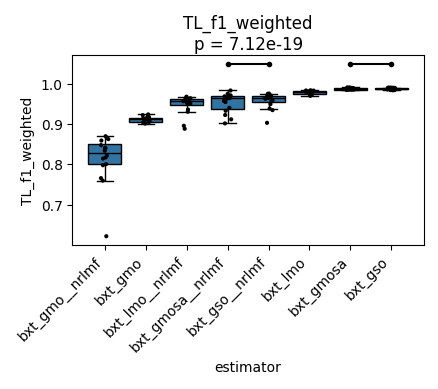 TL_f1_weighted
p = 7.12e-19
TL_f1_weighted
1.0
0.9
0.8
0.7
bxt_gmo__nrlmf
bxt_gmo
bxt_lmo__nrlmf
bxt_gmosa__nrlmf
bxt_gso__nrlmf
bxt_lmo
bxt_gmosa
bxt_gso
estimator